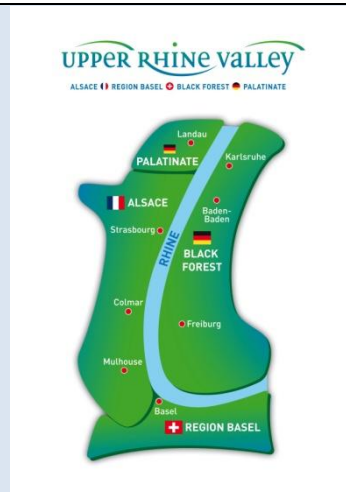 UPPER RHINE VALLEY
ALSACE REGION BASEL BLACK FOREST PALATINATE
Landau
PALATINATE
Karlsruhe
ALSACE
Baden-
Baden
Strasbourg
RHINE
BLACK
FOREST
Colmar
Freiburg
Mulhouse
Basel
REGION BASEL